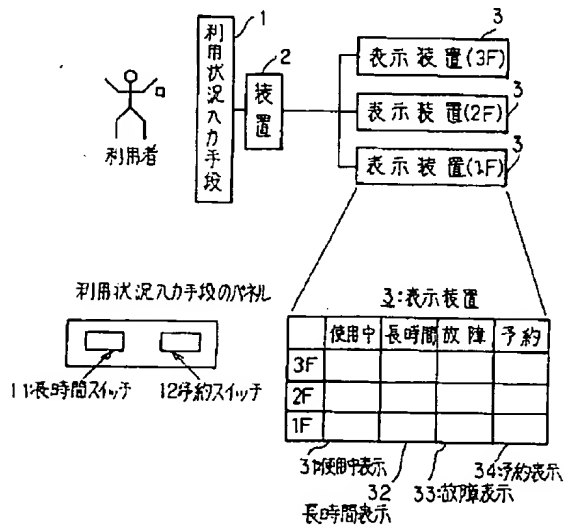 1
利用状況入力手段
2
装置
3
表示装置(3F)
3
表示装置(2F)
3
表示装置(1F)
利用者
利用状況入力手段のパネル
11:長時間スイッチ
12予約スイッチ
3:表示装置
使用中 長時間 故障 予約
3F
2F
1F
31:使用中表示
32
長時間表示
33:故障表示
34:予約表示